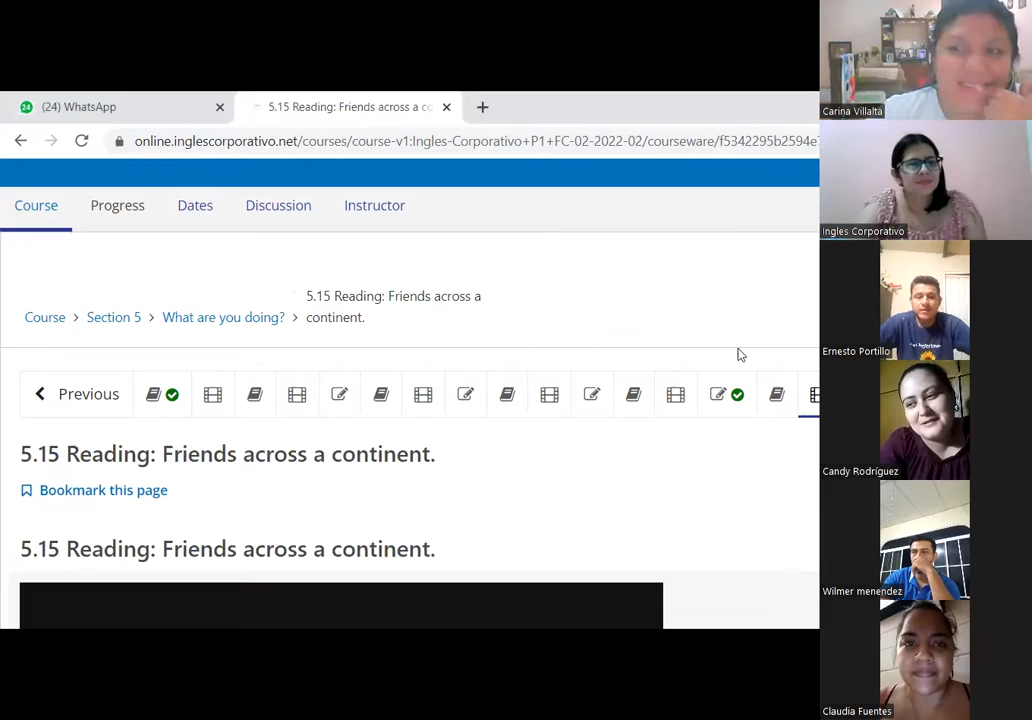 (24) WhatsApp
5.15 Reading: Friends across a co
online.inglescorporativo.net/courses/course-v1:Ingles-Corporativo+P1+FC-02-2022-02/courseware/f5342295b2594e7
Course
Progress
Dates
Discussion
Instructor
Course > Section 5 > What are you doing? > 5.15 Reading: Friends across a
continent.
Previous
5.15 Reading: Friends across a continent.
Bookmark this page
5.15 Reading: Friends across a continent.
Carina Villalta
Ingles Corporativo
Ernesto Portillo
Candy Rodríguez
Wilmer menendez
Claudia Fuentes